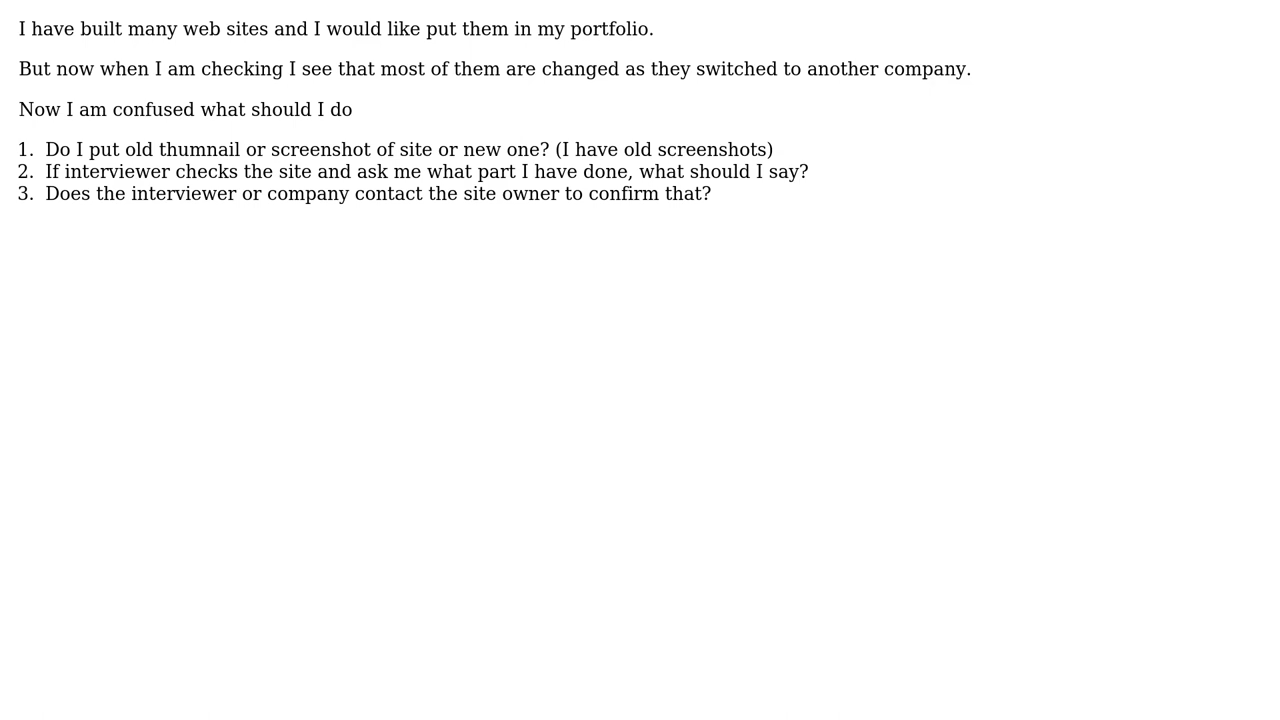 I have built many web sites and I would like put them in my portfolio.
But now when I am checking I see that most of them are changed as they switched to another company.
Now I am confused what should I do
1. Do I put old thumnail or screenshot of site or new one? (I have old screenshots)
2. If interviewer checks the site and ask me what part I have done, what should I say?
3. Does the interviewer or company contact the site owner to confirm that?